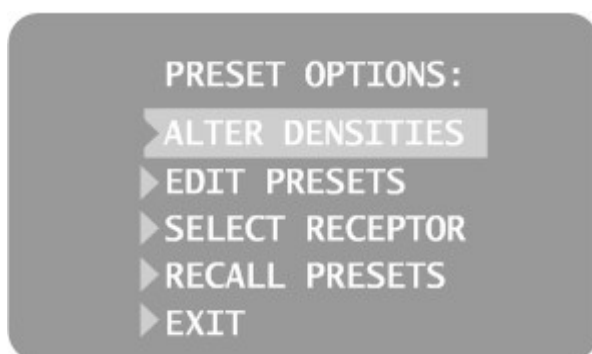 PRESET OPTIONS:
ALTER DENSITIES
EDIT PRESETS
SELECT RECEPTOR
RECALL PRESETS
EXIT